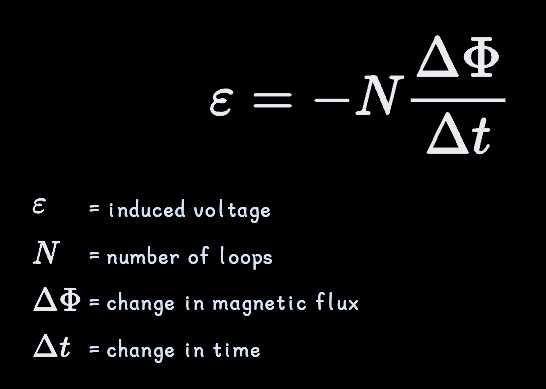 ε = −N ΔΦ/Δt
ε = induced voltage
N = number of loops
ΔΦ = change in magnetic flux
Δt = change in time